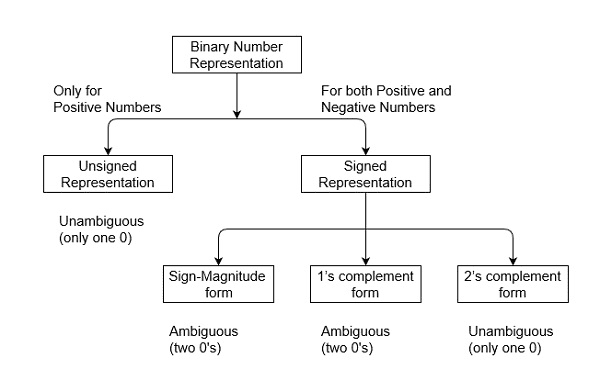 Binary Number
Representation
Only for
Positive Numbers
For both Positive and
Negative Numbers
Unsigned
Representation
Signed
Representation
Unambiguous
(only one 0)
Sign-Magnitude
form
1's complement
form
2's complement
form
Ambiguous
(two 0's)
Ambiguous
(two 0's)
Unambiguous
(only one 0)